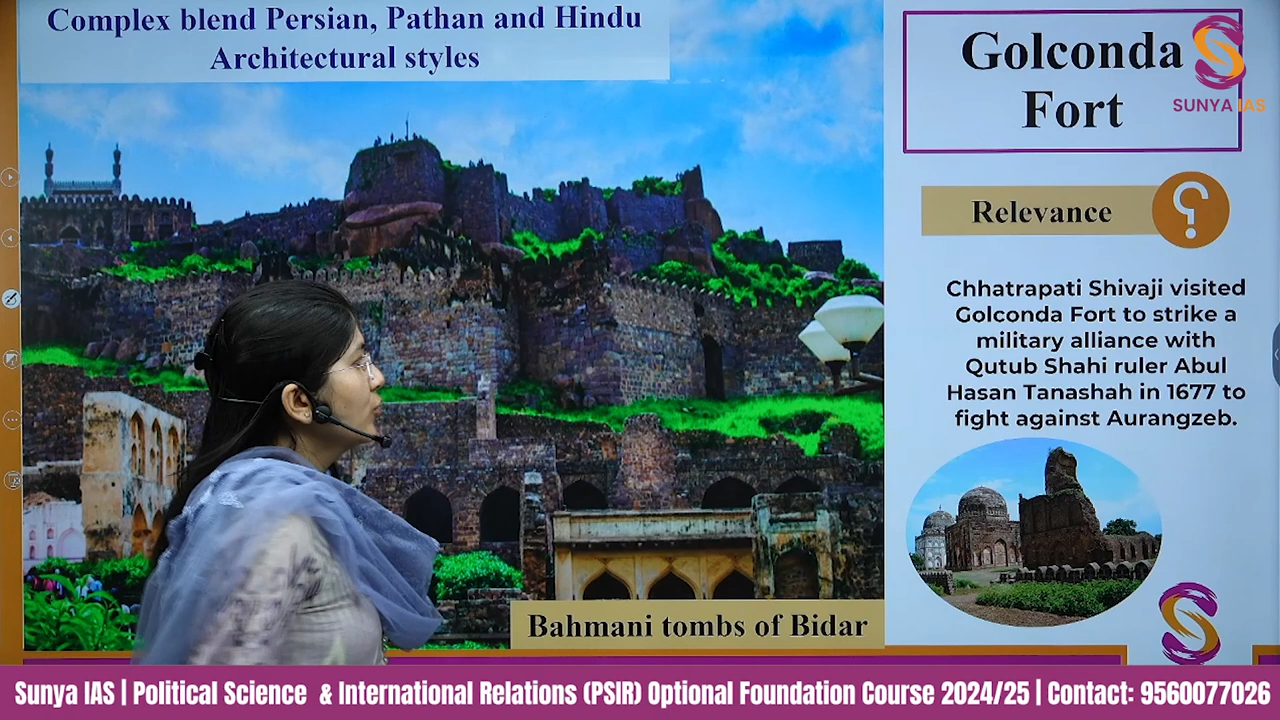 Complex blend Persian, Pathan and Hindu
Architectural styles
Golconda
Fort
SUNYA IAS
Relevance
Chhatrapati Shivaji visited
Golconda Fort to strike a
military alliance with
Qutub Shahi ruler Abul
Hasan Tanashah in 1677 to
fight against Aurangzeb.
Bahmani tombs of Bidar
Sunya IAS | Political Science & International Relations (PSIR) Optional Foundation Course 2024/25 | Contact: 9560077026